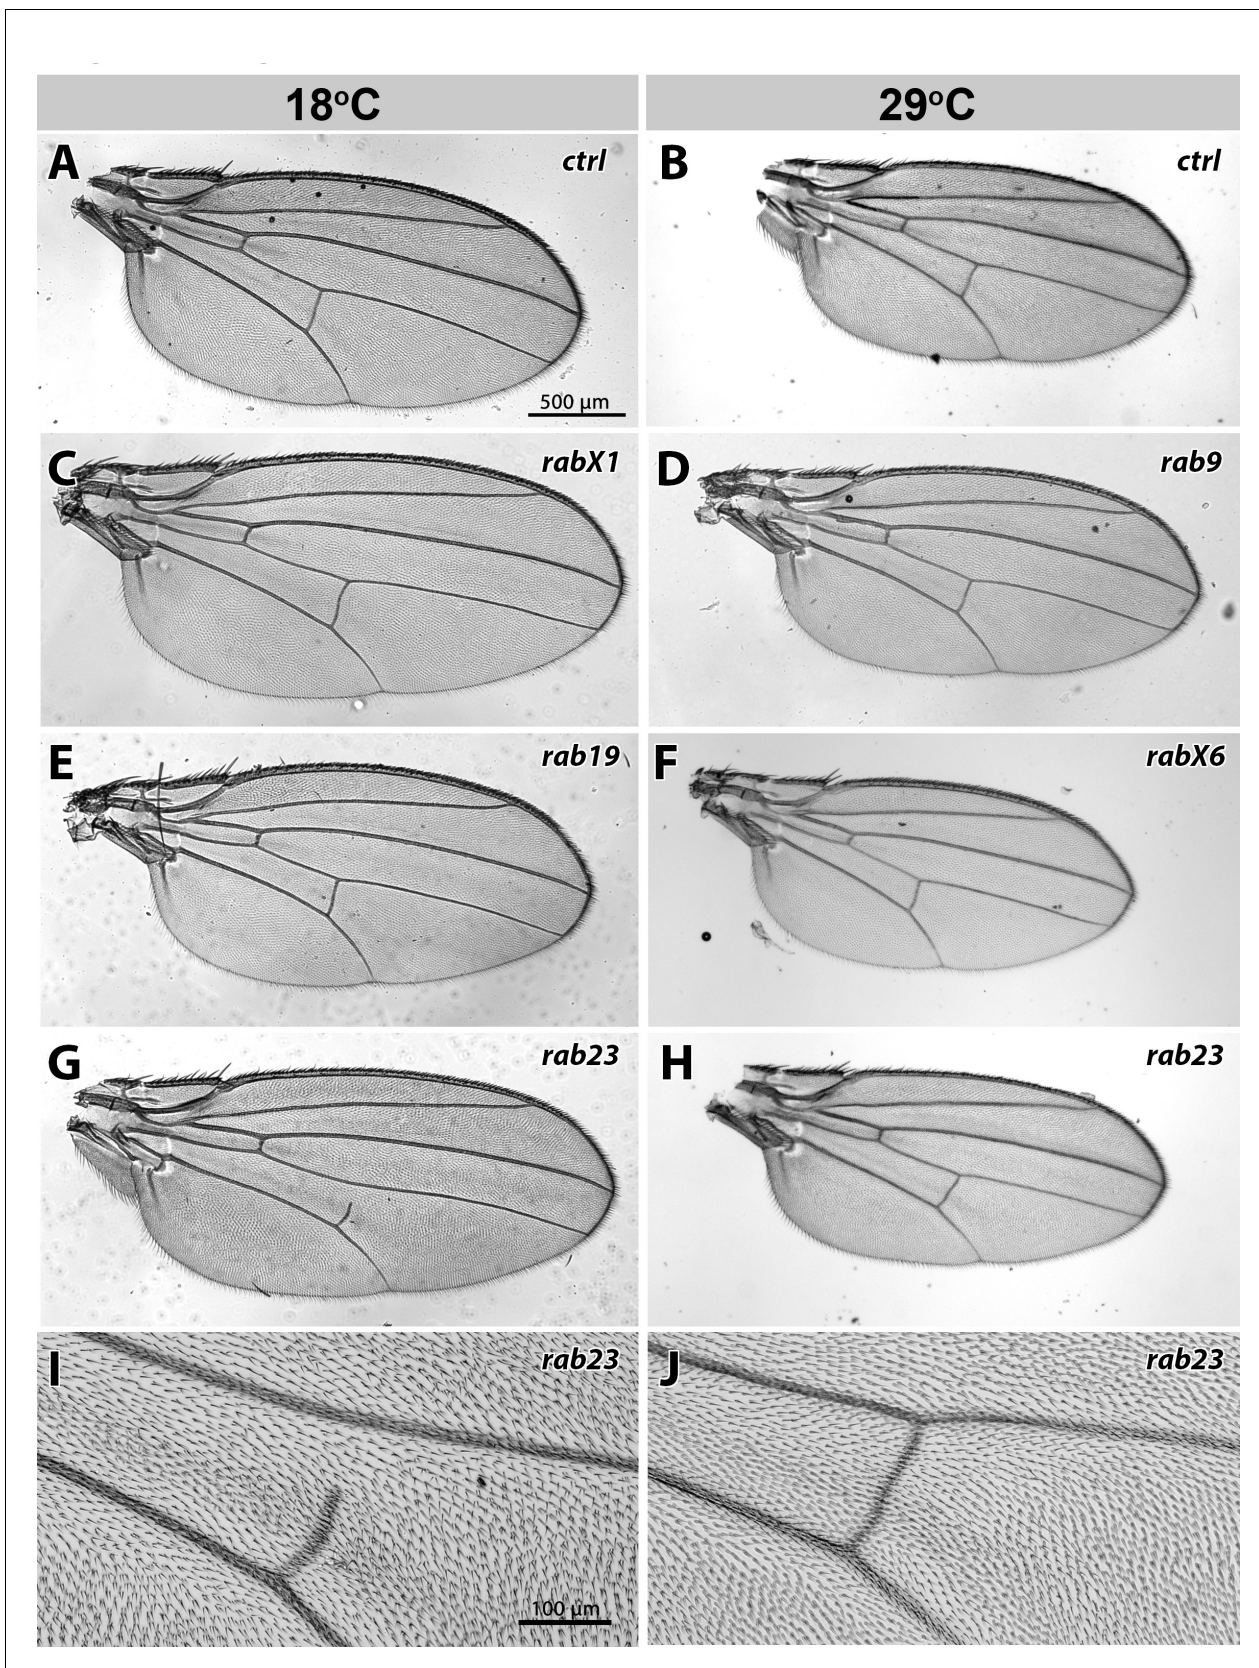 18°C 29°C
A ctrl B ctrl
500 µm
C rabX1 D rab9
E rab19 F rabX6
G rab23 H rab23
I rab23 J rab23
100 µm